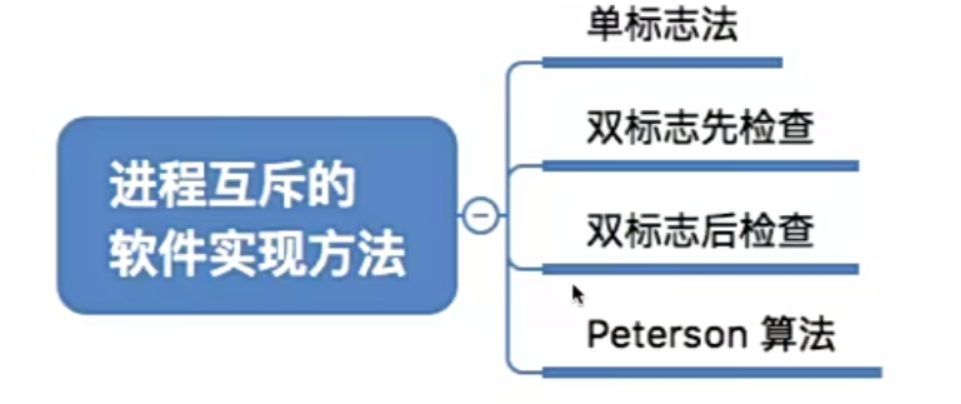 进程互斥的
软件实现方法
单标志法
双标志先检查
双标志后检查
Peterson 算法